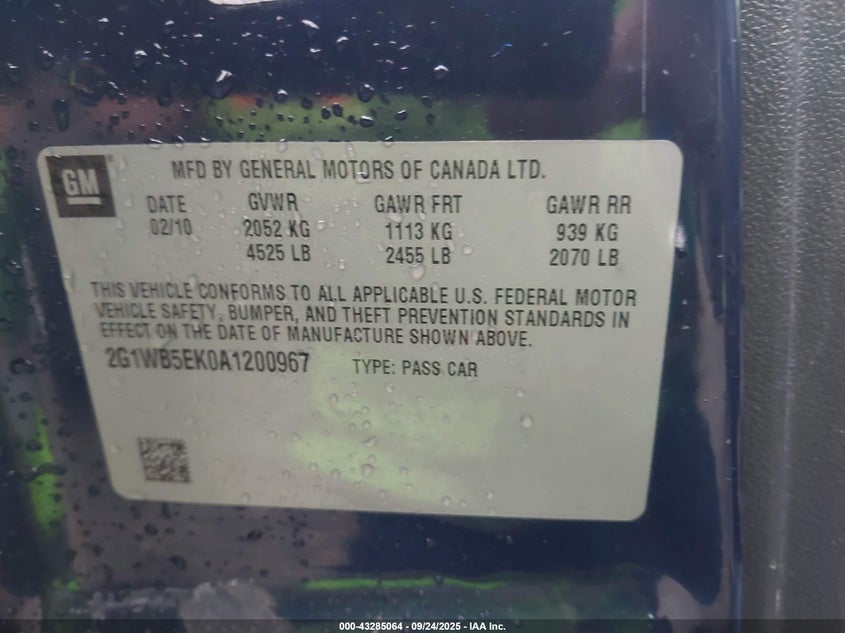 GM
MFD BY GENERAL MOTORS OF CANADA LTD.
DATE GVWR GAWR FRT GAWR RR
02/10 2052 KG 1113 KG 939 KG
4525 LB 2455 LB 2070 LB
THIS VEHICLE CONFORMS TO ALL APPLICABLE U.S. FEDERAL MOTOR
VEHICLE SAFETY, BUMPER, AND THEFT PREVENTION STANDARDS IN
EFFECT ON THE DATE OF MANUFACTURE SHOWN ABOVE.
2G1WB5EK0A1200967 TYPE: PASS CAR
000-43285064 - 09/24/2025 - IAA Inc.